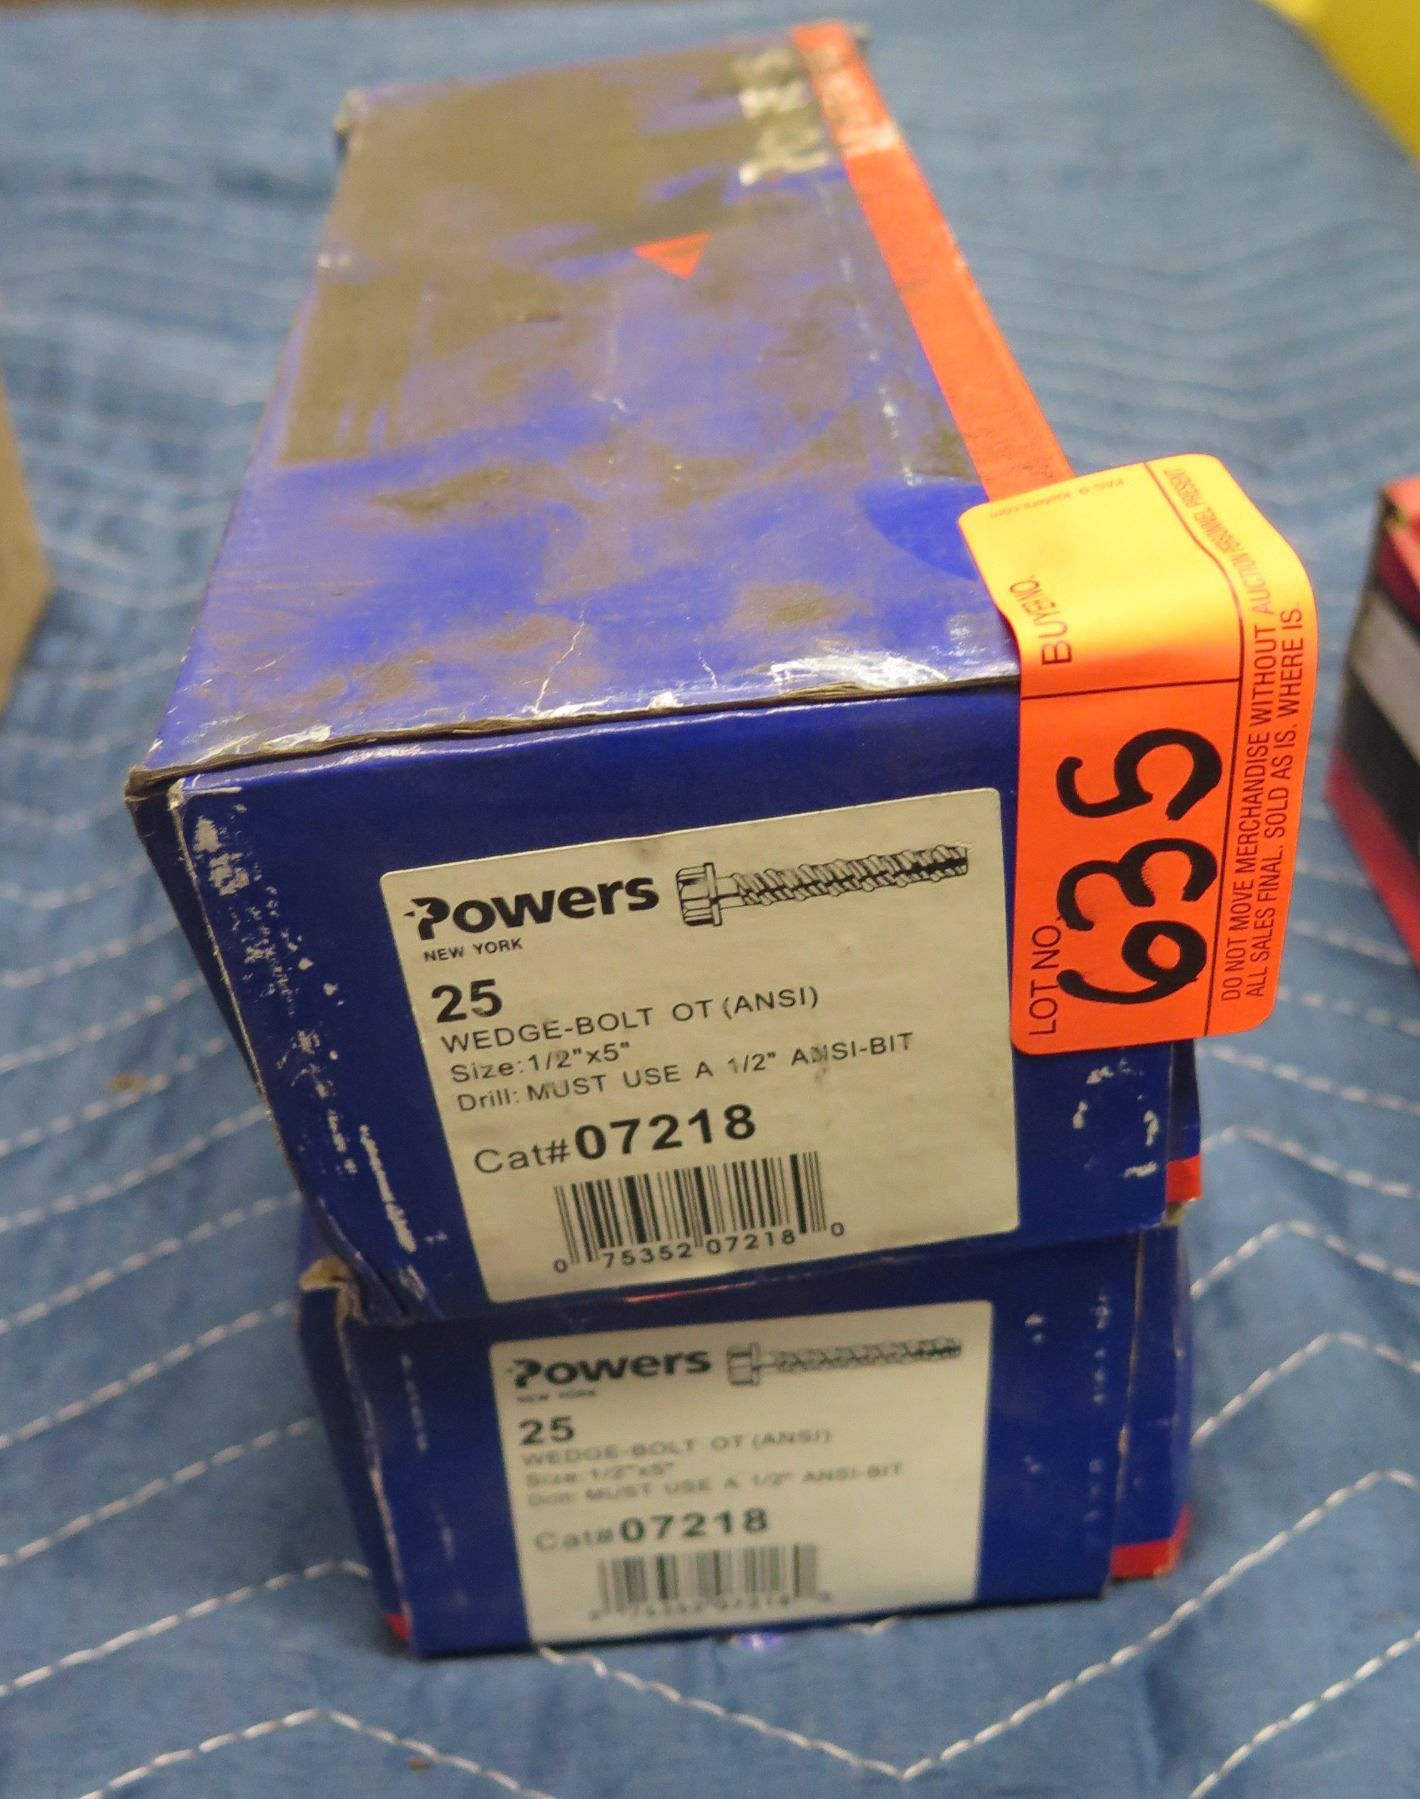 Powers
NEW YORK
25
WEDGE-BOLT OT (ANSI)
Size:1/2"x5"
Drill: MUST USE A 1/2" ANSI-BIT
Cat#07218
0 75352 07218 0
BUYER NO.
LOT NO.
635
DO NOT MOVE MERCHANDISE WITHOUT AUCTION PERSONNEL PRESENT
ALL SALES FINAL. SOLD AS IS. WHERE IS.
Powers
NEW YORK
25
WEDGE-BOLT OT (ANSI)
Size:1/2"x5"
Drill: MUST USE A 1/2" ANSI-BIT
Cat#07218